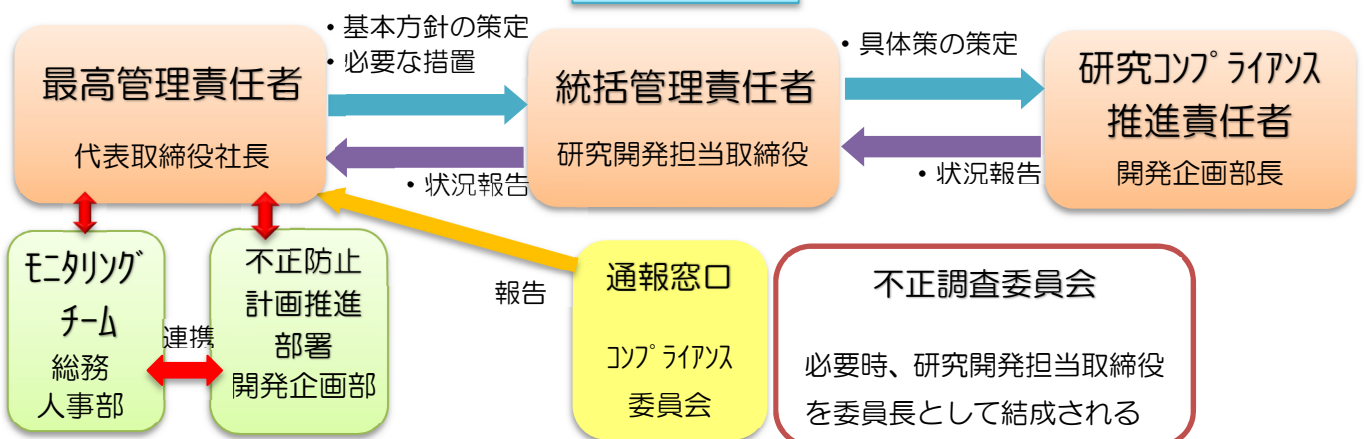 ・基本方針の策定
・必要な措置
最高管理責任者
代表取締役社長
統括管理責任者
研究開発担当取締役
・具体策の策定
研究ｺﾝﾌﾟﾗｲｱﾝｽ
推進責任者
開発企画部長
・状況報告
・状況報告
ﾓﾆﾀﾘﾝｸﾞ
ﾁｰﾑ
総務
人事部
連携
不正防止
計画推進
部署
開発企画部
報告
通報窓口
ｺﾝﾌﾟﾗｲｱﾝｽ
委員会
不正調査委員会
必要時、研究開発担当取締役
を委員長として結成される